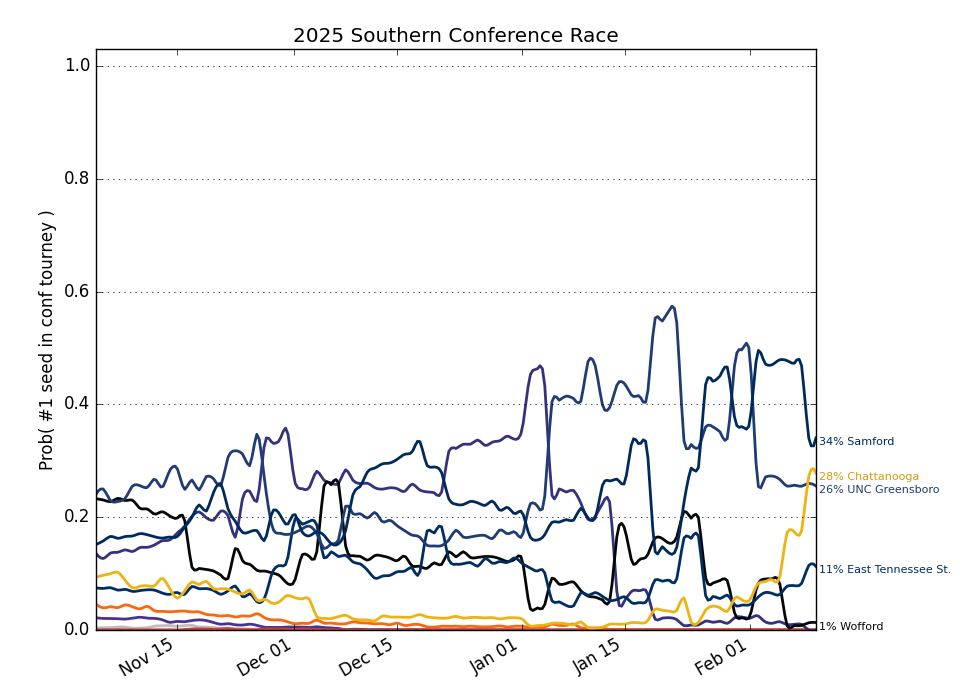 2025 Southern Conference Race
Prob( #1 seed in conf tourney )
1.0
0.8
0.6
0.4
0.2
0.0
34% Samford
28% Chattanooga
26% UNC Greensboro
11% East Tennessee St.
1% Wofford
Nov 15
Dec 01
Dec 15
Jan 01
Jan 15
Feb 01